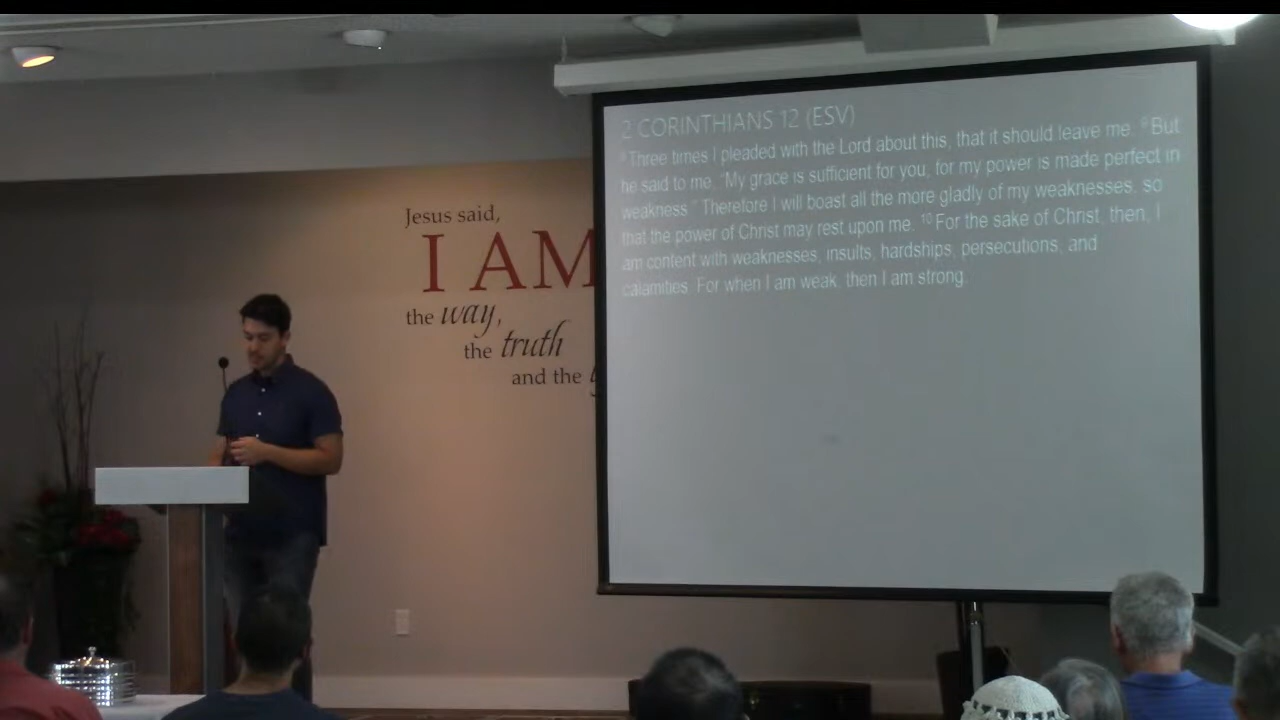 Jesus said,
I AM
the way,
the truth
and the
2 CORINTHIANS 12 (ESV)
8 Three times I pleaded with the Lord about this, that it should leave me. 9 But
he said to me, "My grace is sufficient for you, for my power is made perfect in
weakness." Therefore I will boast all the more gladly of my weaknesses, so
that the power of Christ may rest upon me. 10 For the sake of Christ, then, I
am content with weaknesses, insults, hardships, persecutions, and
calamities. For when I am weak, then I am strong.